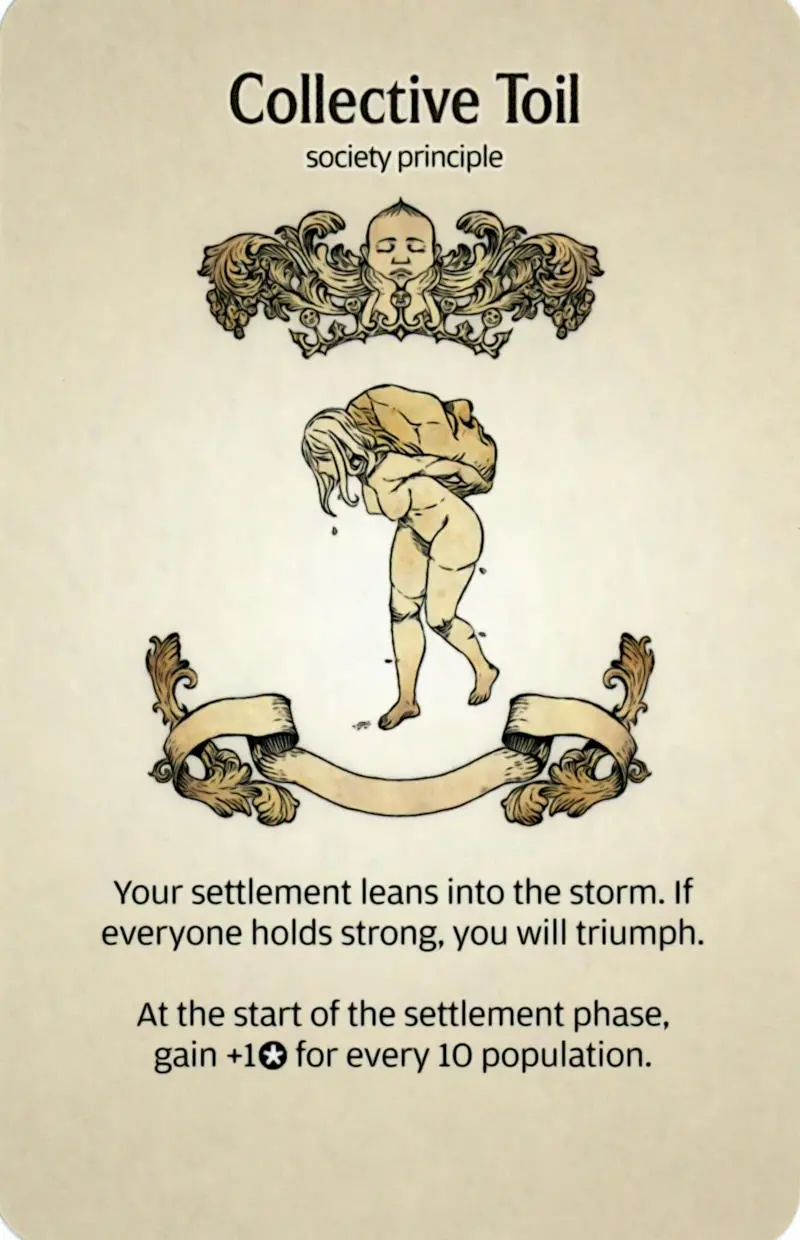 Collective Toil
society principle
Your settlement leans into the storm. If
everyone holds strong, you will triumph.
At the start of the settlement phase,
gain +1✪ for every 10 population.